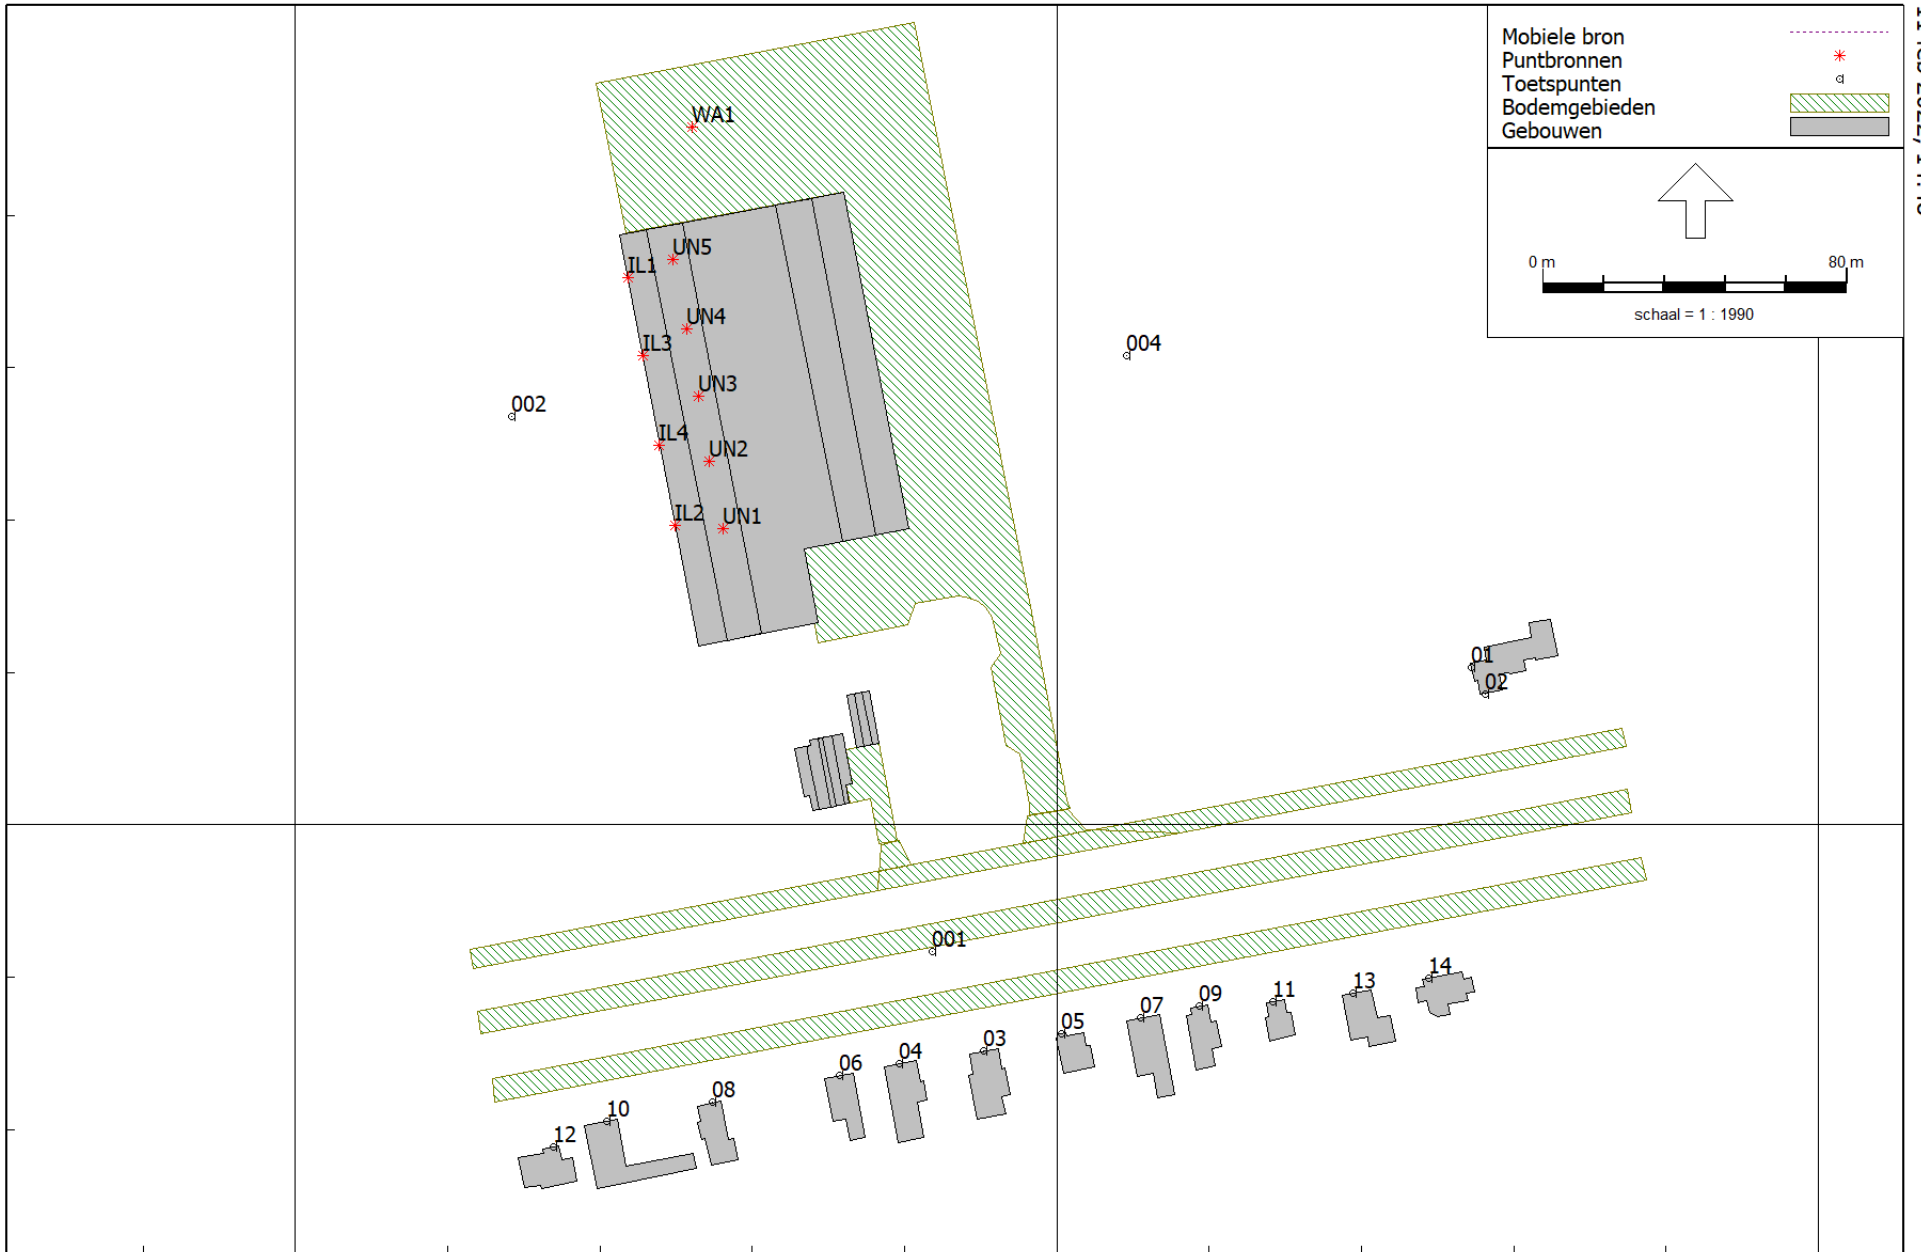 Mobiele bron
Puntbronnen
Toetspunten
Bodemgebieden
Gebouwen
0 m
80 m
schaal = 1 : 1990
WA1
UN5
IL1
UN4
IL3
004
UN3
002
IL4
UN2
IL2
UN1
01
02
001
14
13
11
09
07
05
03
04
06
08
10
12